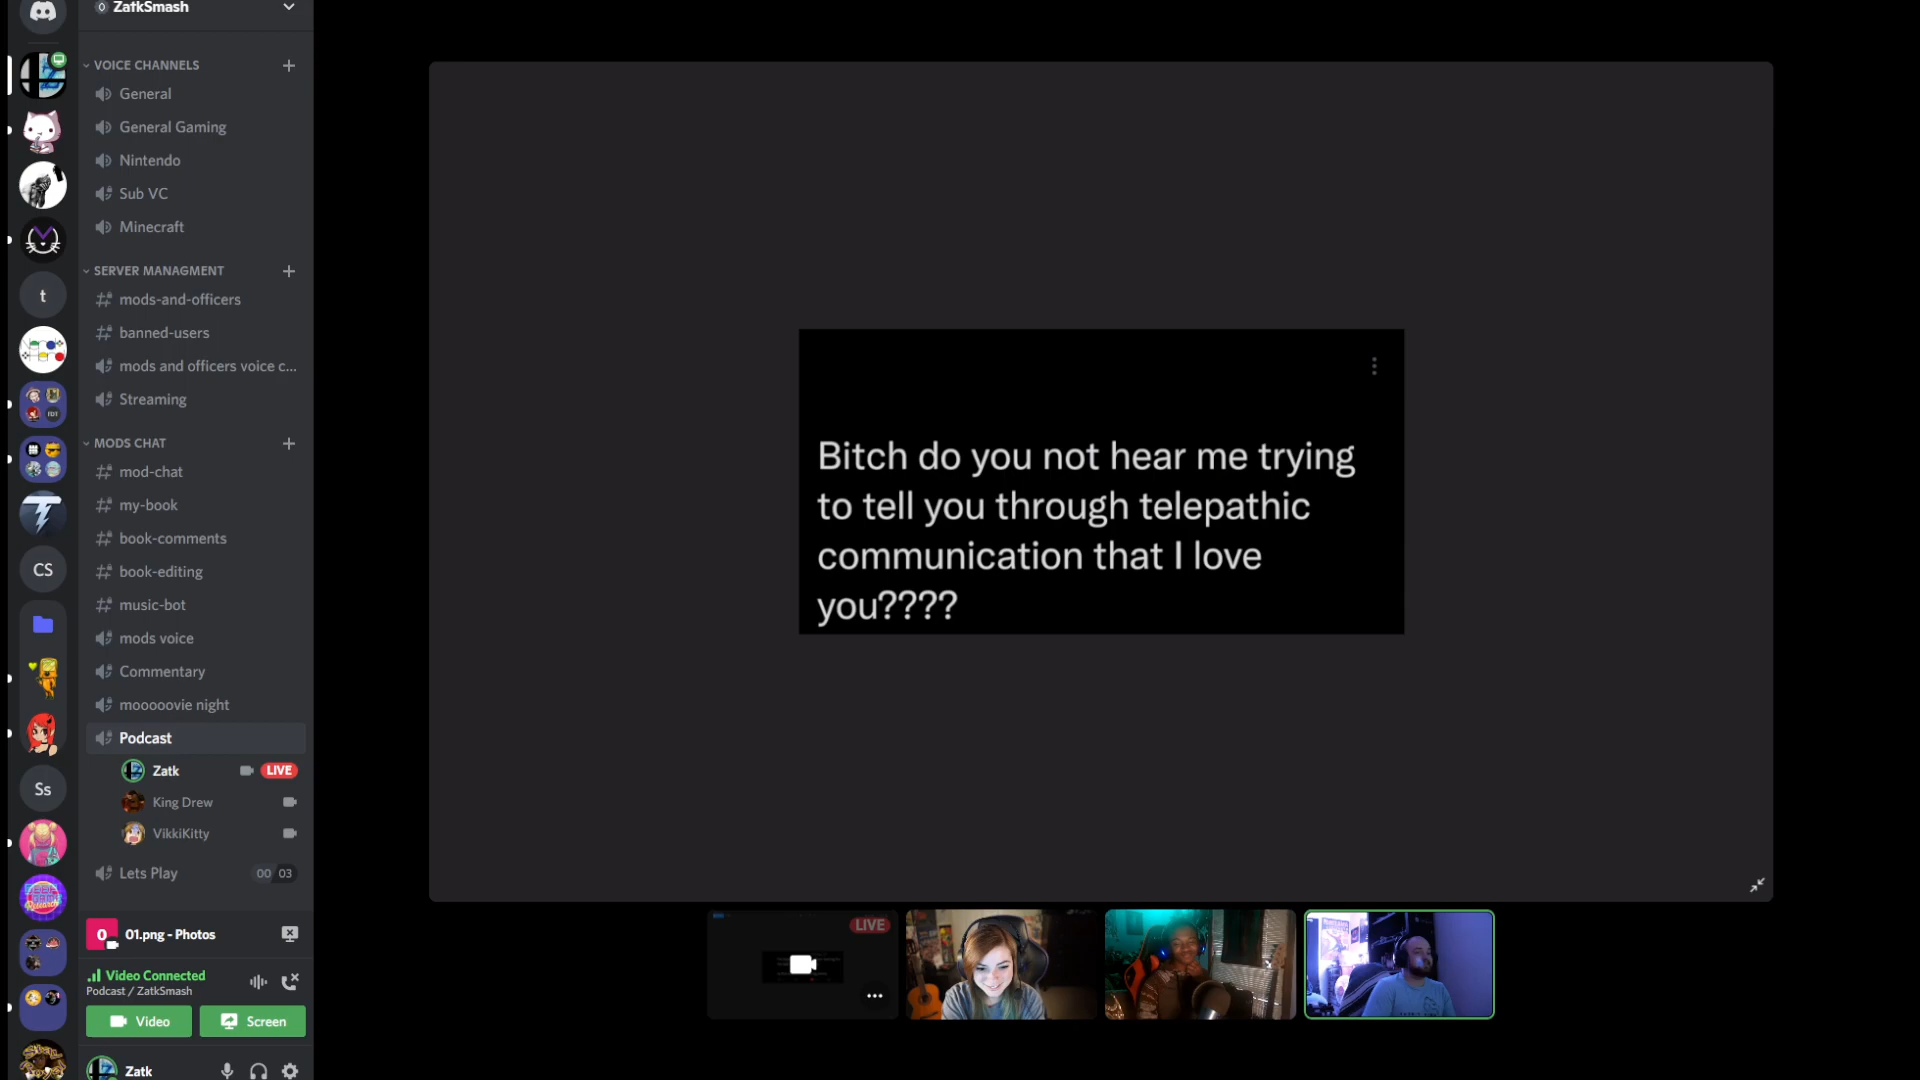 ZatkSmash
VOICE CHANNELS
General
General Gaming
Nintendo
Sub VC
Minecraft
SERVER MANAGMENT
mods-and-officers
banned-users
mods and officers voice c...
Streaming
MODS CHAT
mod-chat
my-book
book-comments
book-editing
music-bot
mods voice
Commentary
mooooovie night
Podcast
Zatk LIVE
King Drew
VikkiKitty
Lets Play 00 03
01.png - Photos
Video Connected
Podcast / ZatkSmash
Video Screen
Zatk
t
CS
Ss
O
Bitch do you not hear me trying
to tell you through telepathic
communication that I love
you????
LIVE